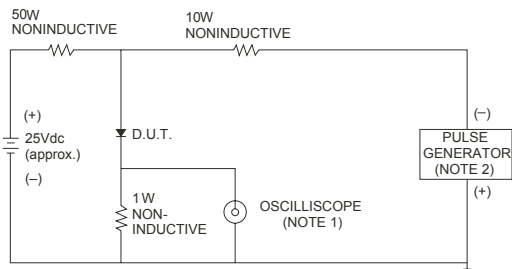 50W
NONINDUCTIVE
10W
NONINDUCTIVE
(+)
25Vdc
(approx.)
(–)
D.U.T.
1W
NON-
INDUCTIVE
OSCILLISCOPE
(NOTE 1)
(–)
PULSE
GENERATOR
(NOTE 2)
(+)